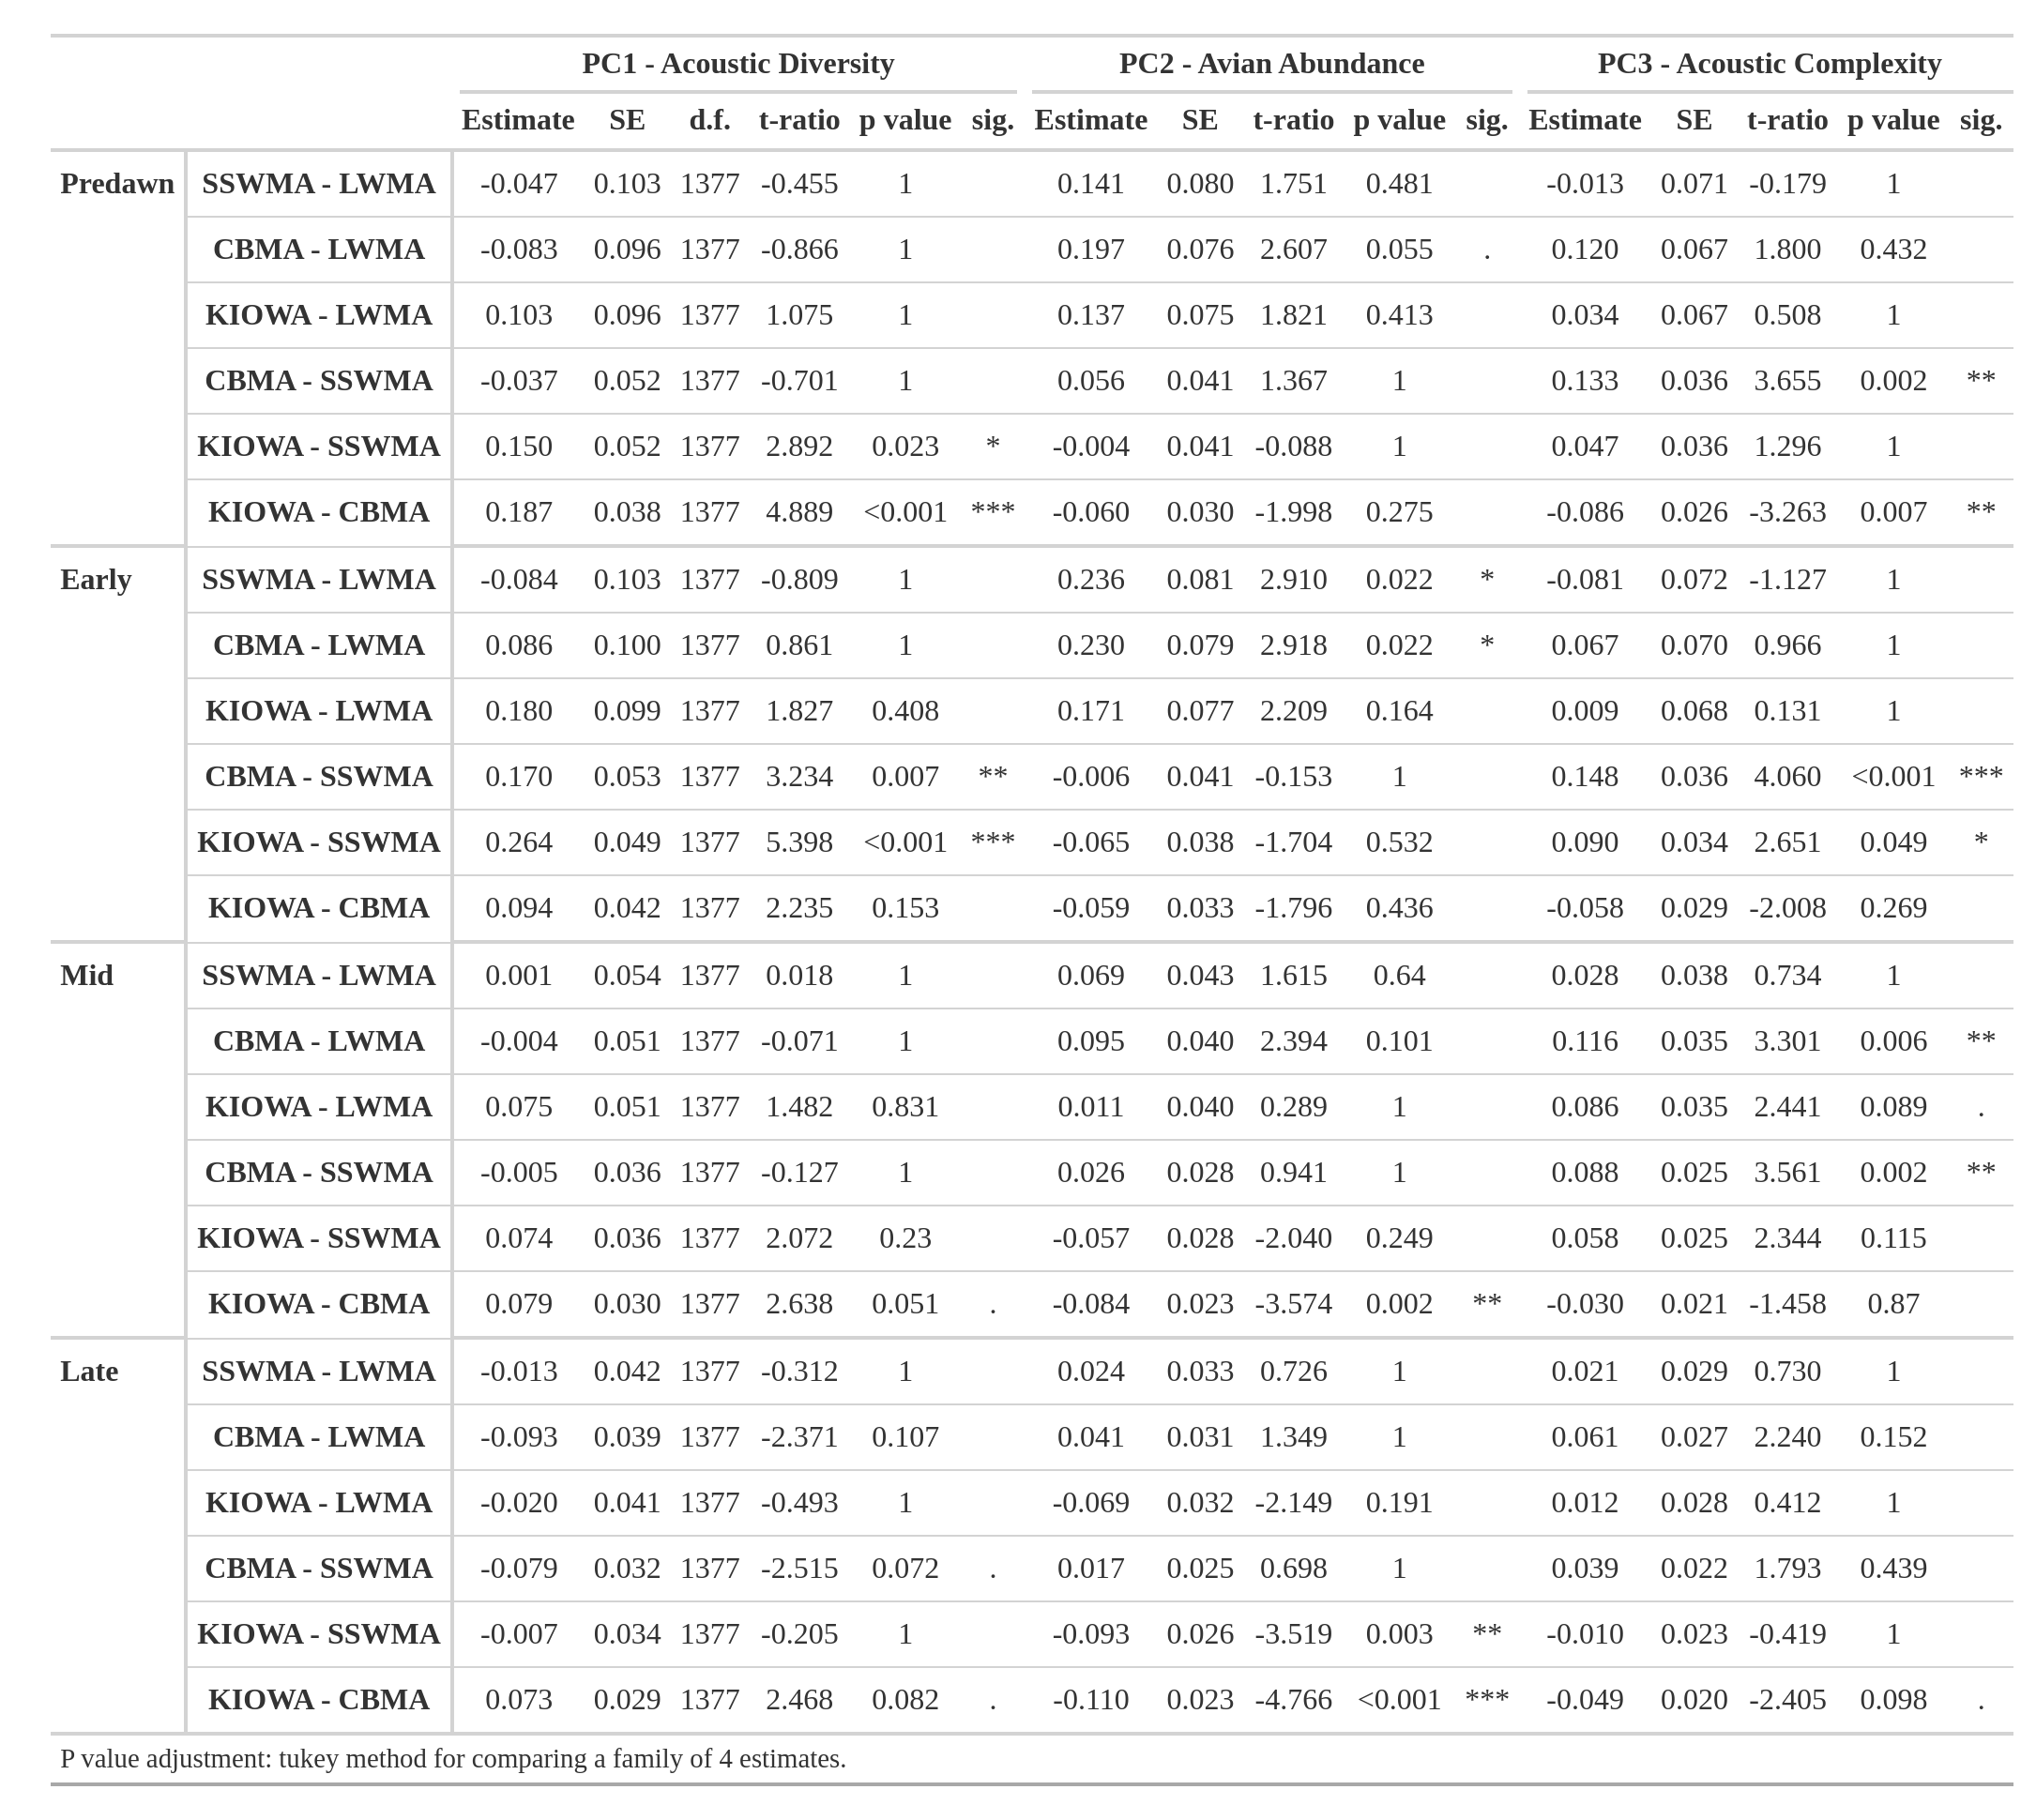 PC1 - Acoustic Diversity PC2 - Avian Abundance PC3 - Acoustic Complexity
Estimate SE d.f. t-ratio p value sig. Estimate SE t-ratio p value sig. Estimate SE t-ratio p value sig.
Predawn SSWMA - LWMA -0.047 0.103 1377 -0.455 1 0.141 0.080 1.751 0.481 -0.013 0.071 -0.179 1
CBMA - LWMA -0.083 0.096 1377 -0.866 1 0.197 0.076 2.607 0.055 . 0.120 0.067 1.800 0.432
KIOWA - LWMA 0.103 0.096 1377 1.075 1 0.137 0.075 1.821 0.413 0.034 0.067 0.508 1
CBMA - SSWMA -0.037 0.052 1377 -0.701 1 0.056 0.041 1.367 1 0.133 0.036 3.655 0.002 **
KIOWA - SSWMA 0.150 0.052 1377 2.892 0.023 * -0.004 0.041 -0.088 1 0.047 0.036 1.296 1
KIOWA - CBMA 0.187 0.038 1377 4.889 <0.001 *** -0.060 0.030 -1.998 0.275 -0.086 0.026 -3.263 0.007 **
Early SSWMA - LWMA -0.084 0.103 1377 -0.809 1 0.236 0.081 2.910 0.022 * -0.081 0.072 -1.127 1
CBMA - LWMA 0.086 0.100 1377 0.861 1 0.230 0.079 2.918 0.022 * 0.067 0.070 0.966 1
KIOWA - LWMA 0.180 0.099 1377 1.827 0.408 0.171 0.077 2.209 0.164 0.009 0.068 0.131 1
CBMA - SSWMA 0.170 0.053 1377 3.234 0.007 ** -0.006 0.041 -0.153 1 0.148 0.036 4.060 <0.001 ***
KIOWA - SSWMA 0.264 0.049 1377 5.398 <0.001 *** -0.065 0.038 -1.704 0.532 0.090 0.034 2.651 0.049 *
KIOWA - CBMA 0.094 0.042 1377 2.235 0.153 -0.059 0.033 -1.796 0.436 -0.058 0.029 -2.008 0.269
Mid SSWMA - LWMA 0.001 0.054 1377 0.018 1 0.069 0.043 1.615 0.64 0.028 0.038 0.734 1
CBMA - LWMA -0.004 0.051 1377 -0.071 1 0.095 0.040 2.394 0.101 0.116 0.035 3.301 0.006 **
KIOWA - LWMA 0.075 0.051 1377 1.482 0.831 0.011 0.040 0.289 1 0.086 0.035 2.441 0.089 .
CBMA - SSWMA -0.005 0.036 1377 -0.127 1 0.026 0.028 0.941 1 0.088 0.025 3.561 0.002 **
KIOWA - SSWMA 0.074 0.036 1377 2.072 0.23 -0.057 0.028 -2.040 0.249 0.058 0.025 2.344 0.115
KIOWA - CBMA 0.079 0.030 1377 2.638 0.051 . -0.084 0.023 -3.574 0.002 ** -0.030 0.021 -1.458 0.87
Late SSWMA - LWMA -0.013 0.042 1377 -0.312 1 0.024 0.033 0.726 1 0.021 0.029 0.730 1
CBMA - LWMA -0.093 0.039 1377 -2.371 0.107 0.041 0.031 1.349 1 0.061 0.027 2.240 0.152
KIOWA - LWMA -0.020 0.041 1377 -0.493 1 -0.069 0.032 -2.149 0.191 0.012 0.028 0.412 1
CBMA - SSWMA -0.079 0.032 1377 -2.515 0.072 . 0.017 0.025 0.698 1 0.039 0.022 1.793 0.439
KIOWA - SSWMA -0.007 0.034 1377 -0.205 1 -0.093 0.026 -3.519 0.003 ** -0.010 0.023 -0.419 1
KIOWA - CBMA 0.073 0.029 1377 2.468 0.082 . -0.110 0.023 -4.766 <0.001 *** -0.049 0.020 -2.405 0.098 .
P value adjustment: tukey method for comparing a family of 4 estimates.